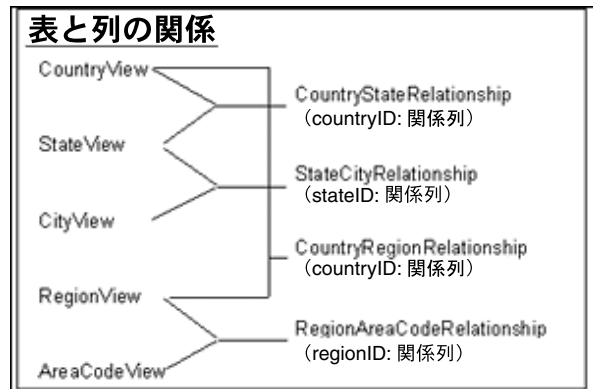 表と列の関係
CountryView
CountryStateRelationship
（countryID: 関係列）
StateView
StateCityRelationship
（stateID: 関係列）
CityView
CountryRegionRelationship
（countryID: 関係列）
RegionView
RegionAreaCodeRelationship
（regionID: 関係列）
AreaCodeView